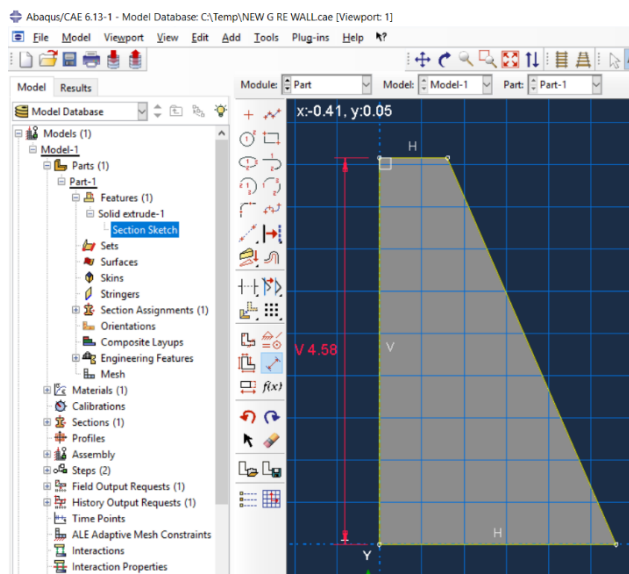 Abaqus/CAE 6.13-1 - Model Database: C:\Temp\NEW G RE WALL.cae [Viewport: 1]
File Model Viewport View Edit Add Tools Plug-ins Help
Model Results
Module: Part Model: Model-1 Part: Part-1
Model Database
x:-0.41, y:0.05
Models (1)
Model-1
Parts (1)
Part-1
Features (1)
Solid extrude-1
Section Sketch
Sets
Surfaces
Skins
Stringers
Section Assignments (1)
Orientations
Composite Layups
Engineering Features
Mesh
Materials (1)
Calibrations
Sections (1)
Profiles
Assembly
Steps (2)
Field Output Requests (1)
History Output Requests (1)
Time Points
ALE Adaptive Mesh Constraints
Interactions
Interaction Properties
f(x)
H
V 4.58
V
H
Y